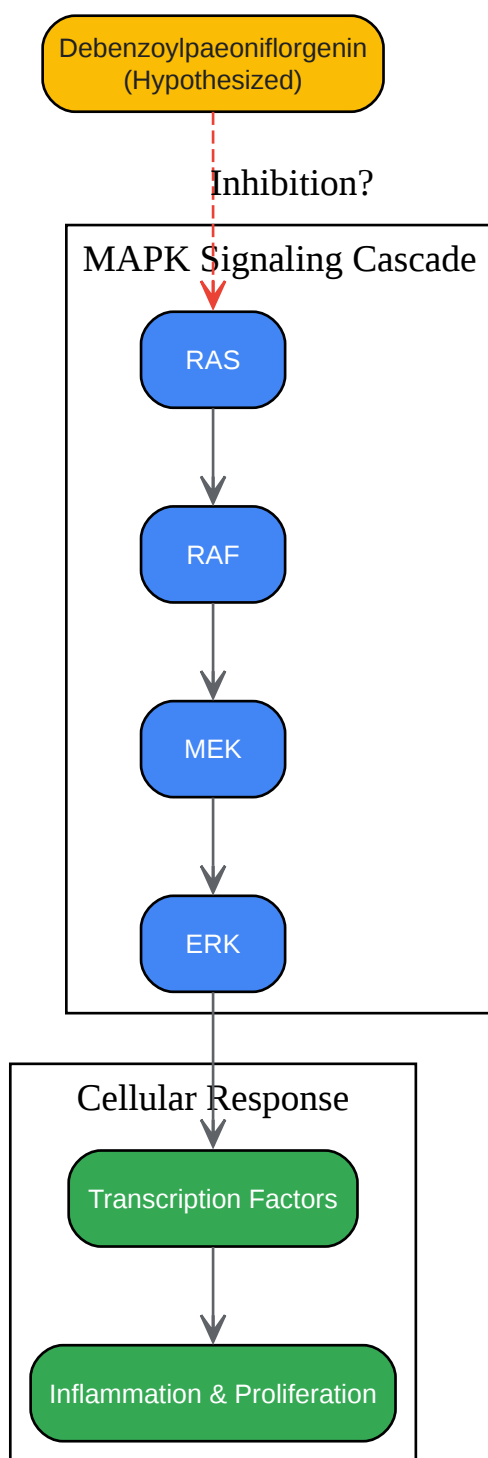 Debenzoylpaeoniflorgenin
(Hypothesized)
Inhibition?
MAPK Signaling Cascade
RAS
RAF
MEK
ERK
Cellular Response
Transcription Factors
Inflammation & Proliferation